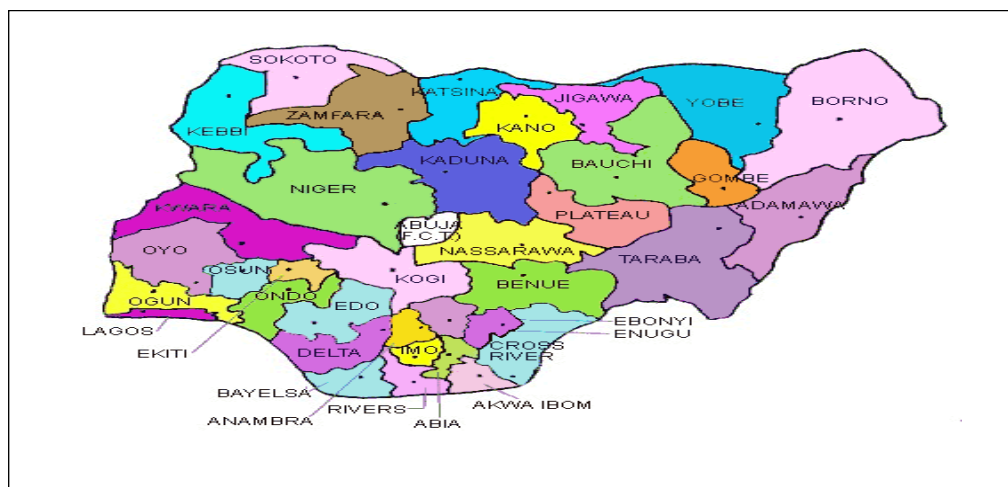 SOKOTO
KATSINA
JIGAWA
YOBE
BORNO
ZAMFARA
KANO
KEBBI
KADUNA
BAUCHI
GOMBE
NIGER
ADAMAWA
KWARA
PLATEAU
ABUJA
(F.C.T.)
OYO
NASSARAWA
TARABA
OSUN
KOGI
BENUE
OGUN
ONDO
EDO
LAGOS
EBONYI
ENUGU
EKITI
DELTA
IMO
CROSS
RIVER
BAYELSA
RIVERS
AKWA IBOM
ANAMBRA
ABIA